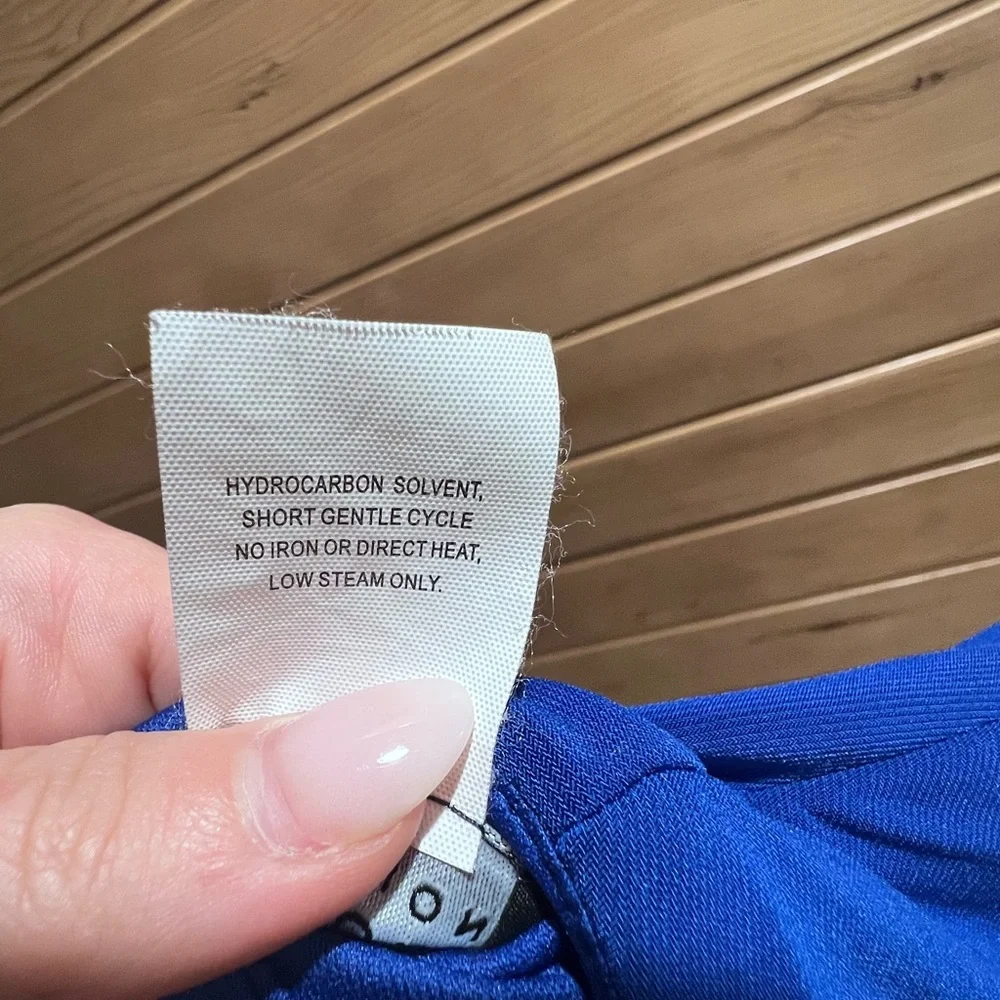 HYDROCARBON SOLVENT,
SHORT GENTLE CYCLE
NO IRON OR DIRECT HEAT,
LOW STEAM ONLY.